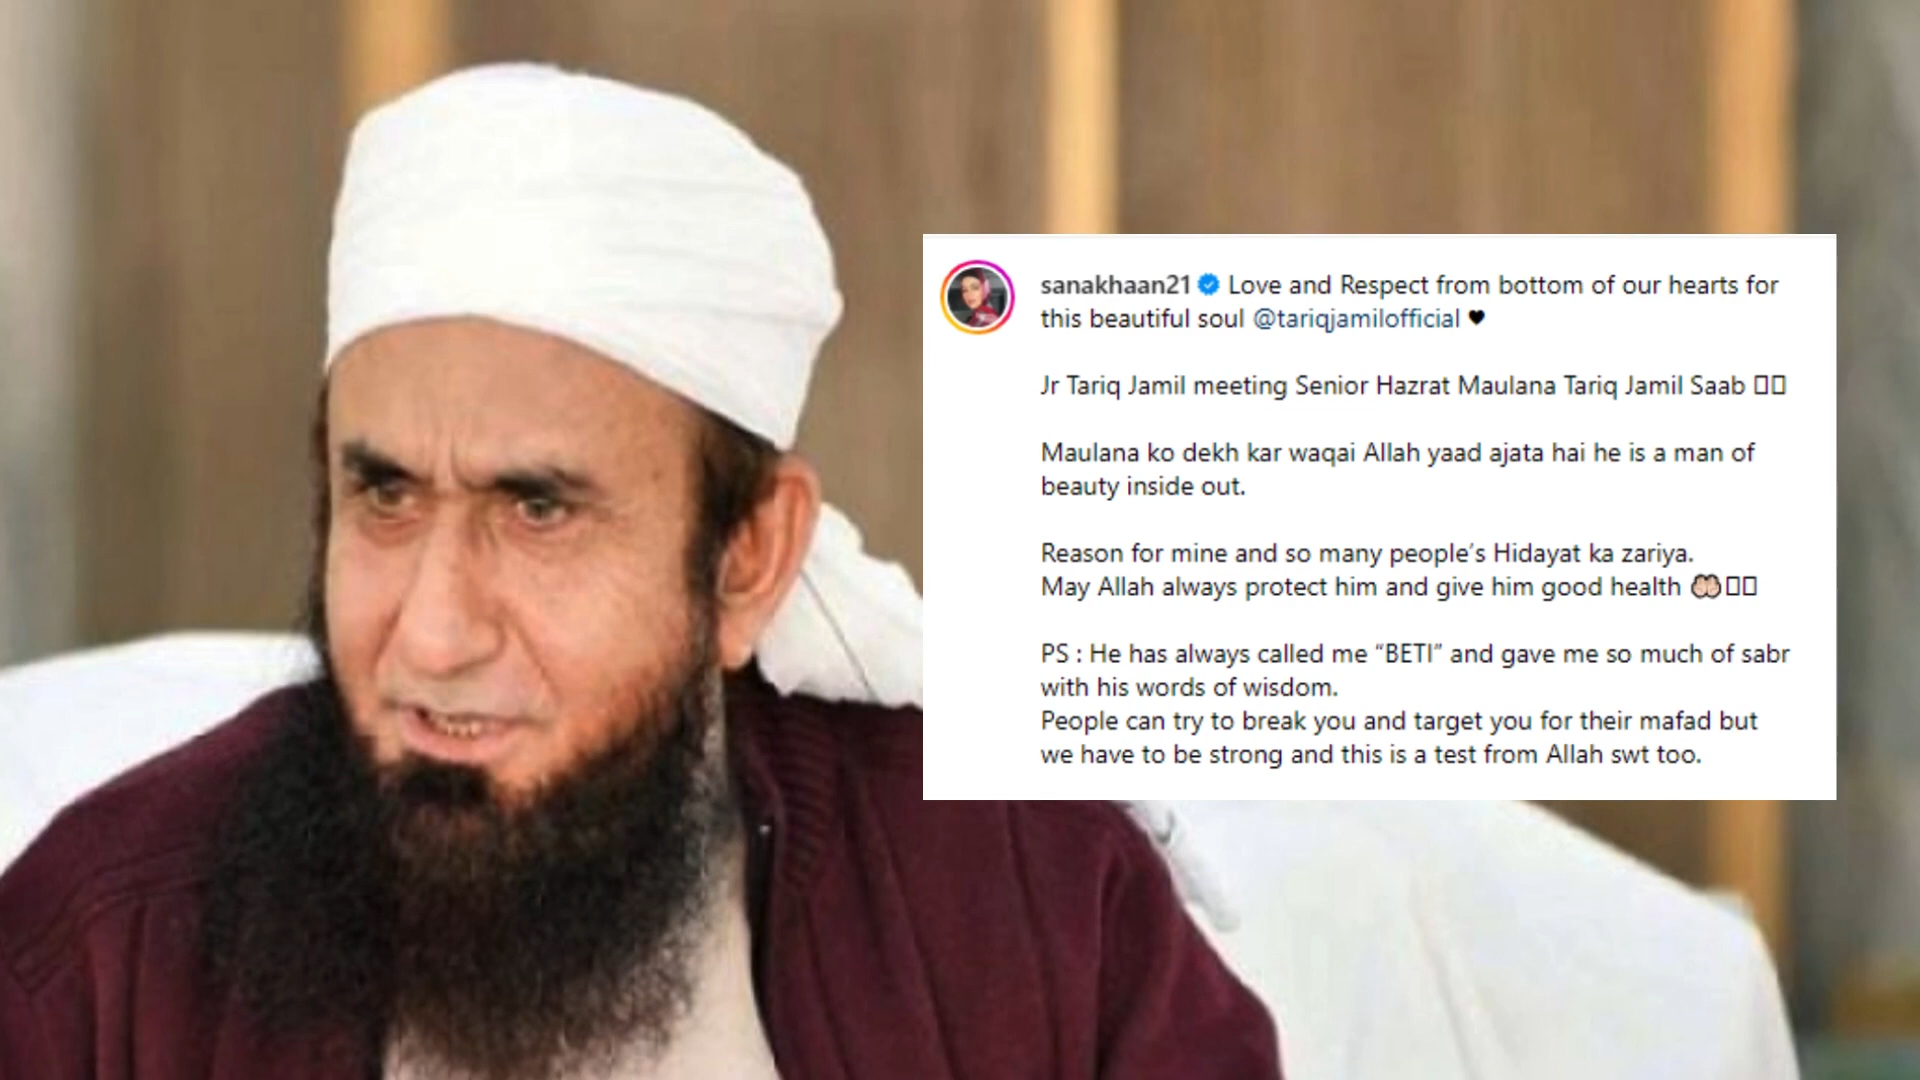 sanakhaan21 Love and Respect from bottom of our hearts for
this beautiful soul @tariqjamilofficial ♥
Jr Tariq Jamil meeting Senior Hazrat Maulana Tariq Jamil Saab
Maulana ko dekh kar waqai Allah yaad ajata hai he is a man of
beauty inside out.
Reason for mine and so many people’s Hidayat ka zariya.
May Allah always protect him and give him good health 🤲🏻
PS : He has always called me “BETI” and gave me so much of sabr
with his words of wisdom.
People can try to break you and target you for their mafad but
we have to be strong and this is a test from Allah swt too.